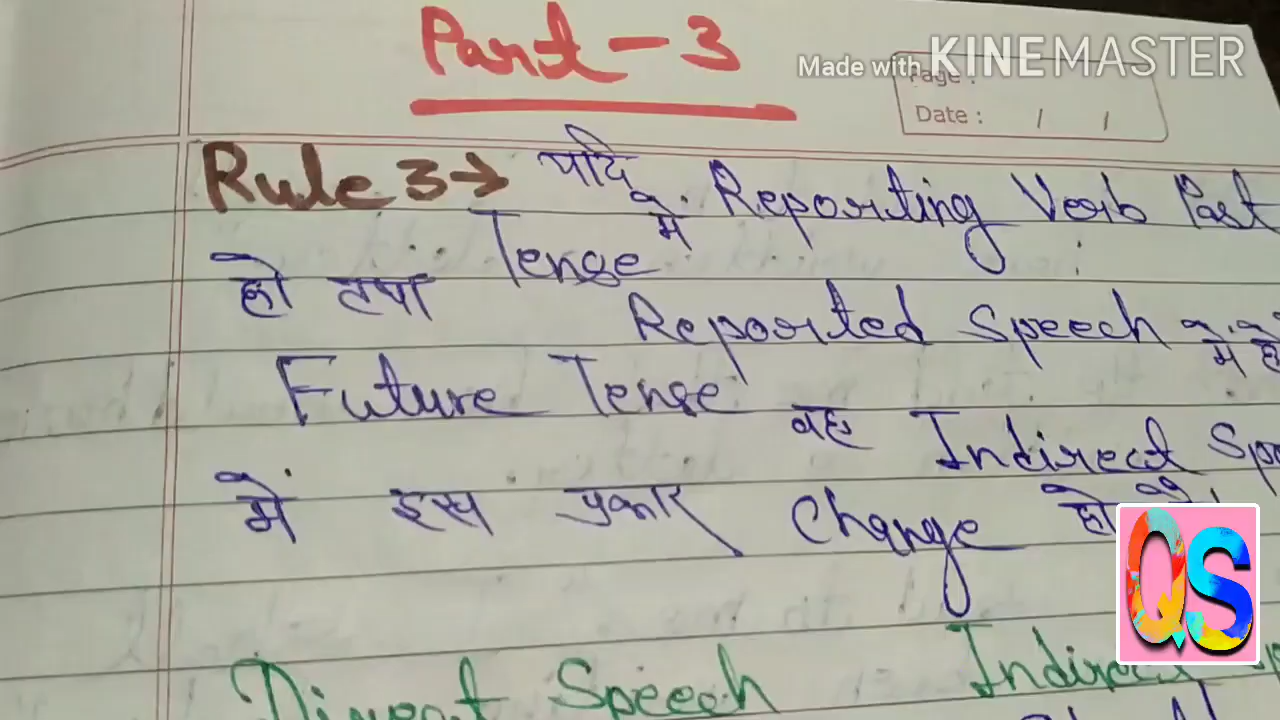 Part-3
Made with KINEMASTER
Page :
Date : / /
Rule 3→ यदि Reporting Verb Past
Tense में
हो तथा Reported Speech में हो
Future Tense वह Indirect
में इस प्रकार Change हो
QS
Direct Speech Indirect